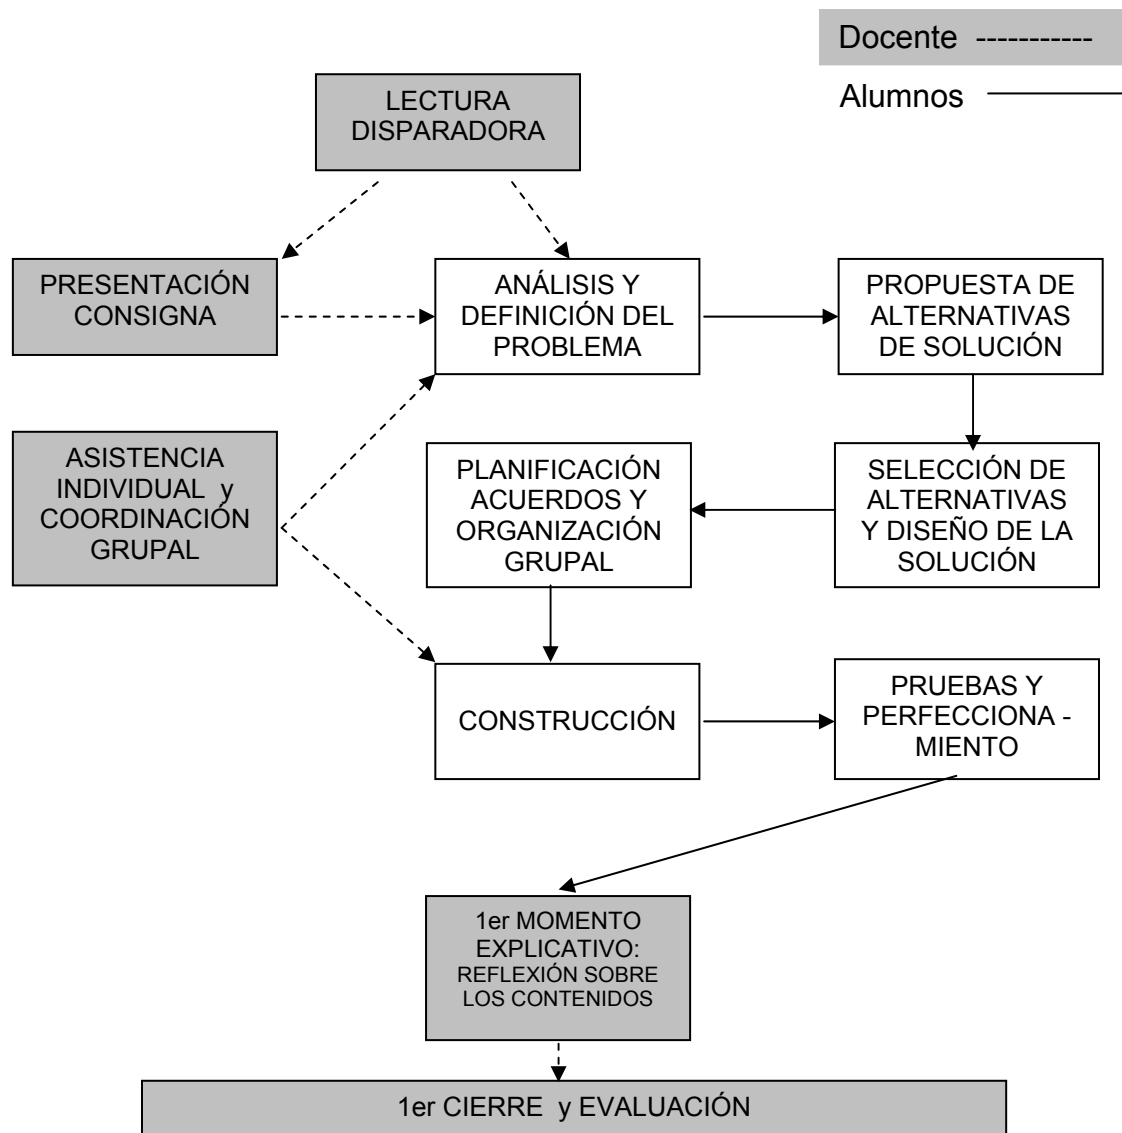 Docente -----------
Alumnos
LECTURA
DISPARADORA
PRESENTACIÓN
CONSIGNA
ANÁLISIS Y
DEFINICIÓN DEL
PROBLEMA
PROPUESTA DE
ALTERNATIVAS
DE SOLUCIÓN
ASISTENCIA
INDIVIDUAL y
COORDINACIÓN
GRUPAL
PLANIFICACIÓN
ACUERDOS Y
ORGANIZACIÓN
GRUPAL
SELECCIÓN DE
ALTERNATIVAS
Y DISEÑO DE LA
SOLUCIÓN
CONSTRUCCIÓN
PRUEBAS Y
PERFECCIONA -
MIENTO
1er MOMENTO
EXPLICATIVO:
REFLEXIÓN SOBRE
LOS CONTENIDOS
1er CIERRE y EVALUACIÓN